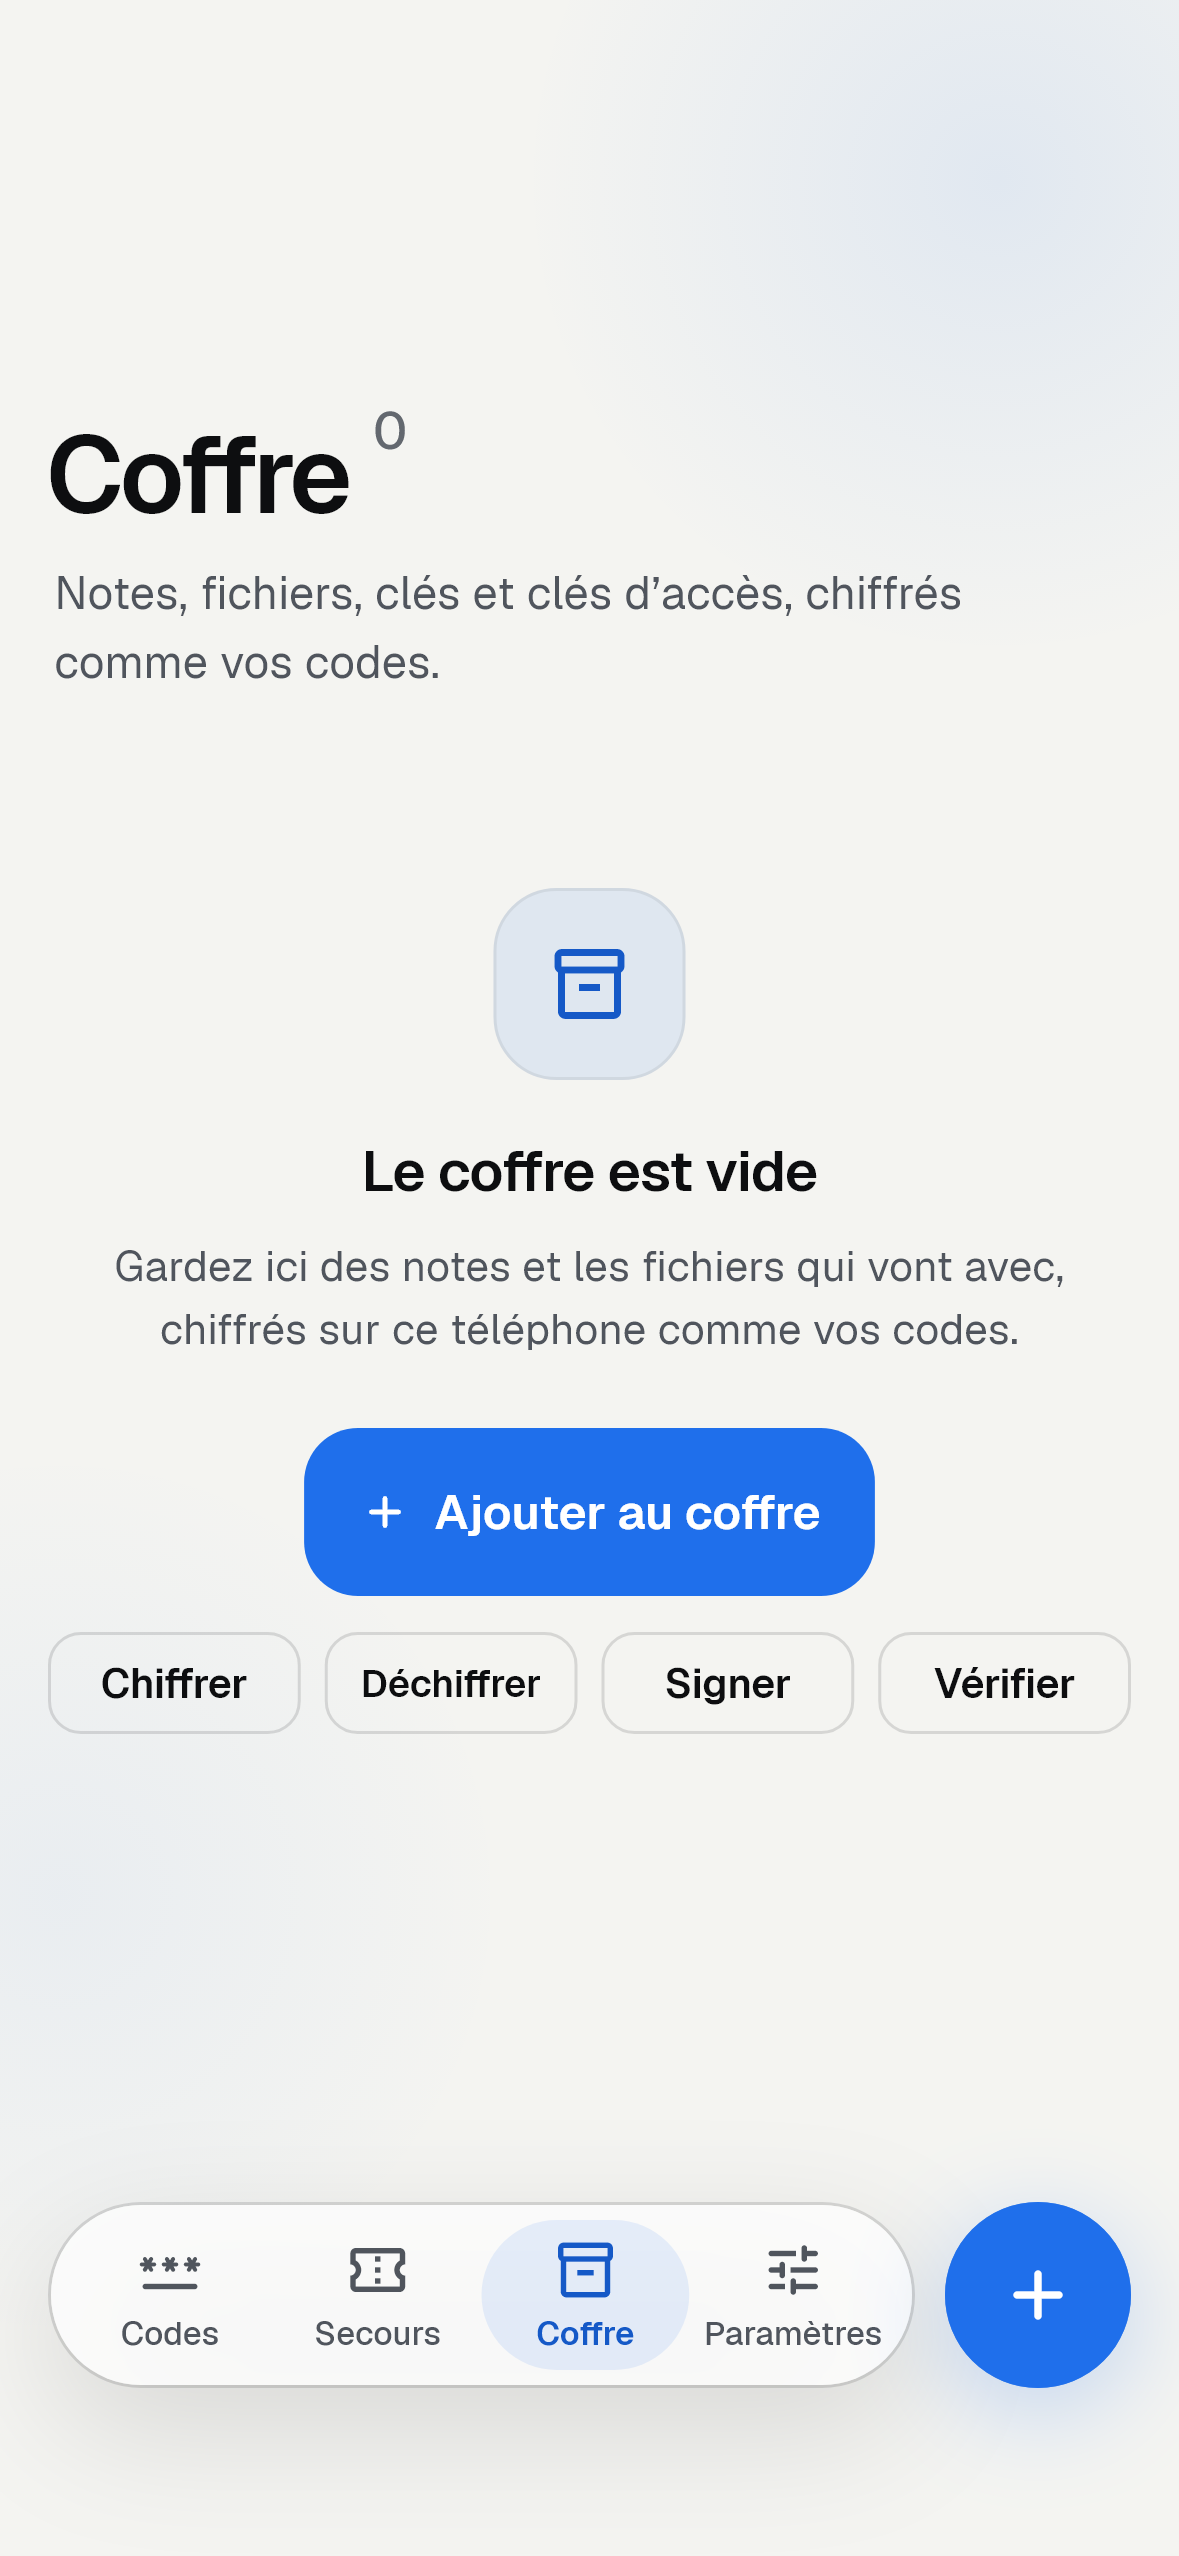 Coffre 0
Notes, fichiers, clés et clés d’accès, chiffrés
comme vos codes.
Le coffre est vide
Gardez ici des notes et les fichiers qui vont avec,
chiffrés sur ce téléphone comme vos codes.
Ajouter au coffre
Chiffrer Déchiffrer Signer Vérifier
Codes Secours Coffre Paramètres